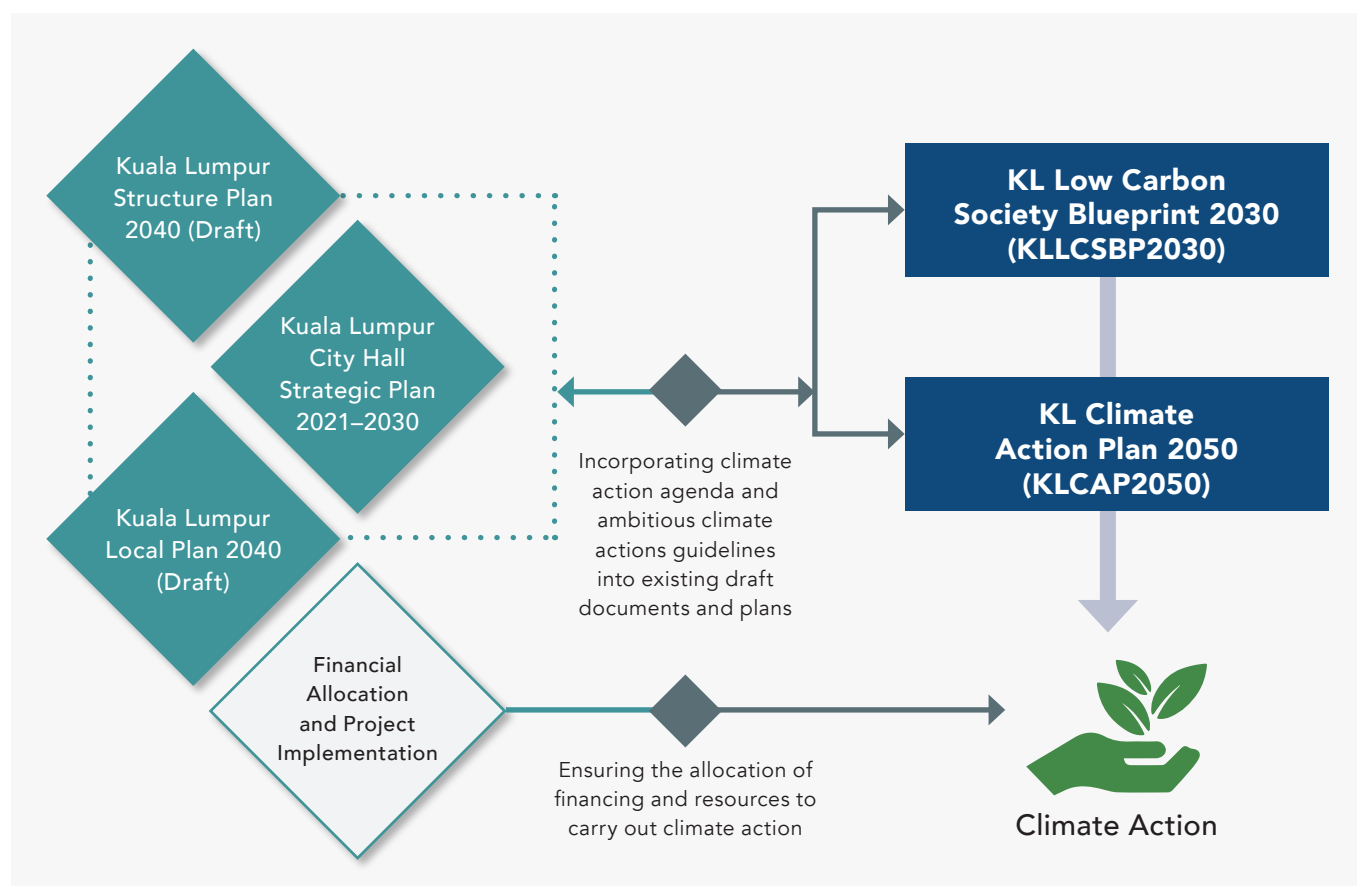 Kuala Lumpur
Structure Plan
2040 (Draft)
Kuala Lumpur
City Hall
Strategic Plan
2021–2030
Kuala Lumpur
Local Plan 2040
(Draft)
Financial
Allocation
and Project
Implementation
Incorporating climate
action agenda and
ambitious climate
actions guidelines
into existing draft
documents and plans
Ensuring the allocation of
financing and resources to
carry out climate action
KL Low Carbon
Society Blueprint 2030
(KLLCSBP2030)
KL Climate
Action Plan 2050
(KLCAP2050)
Climate Action